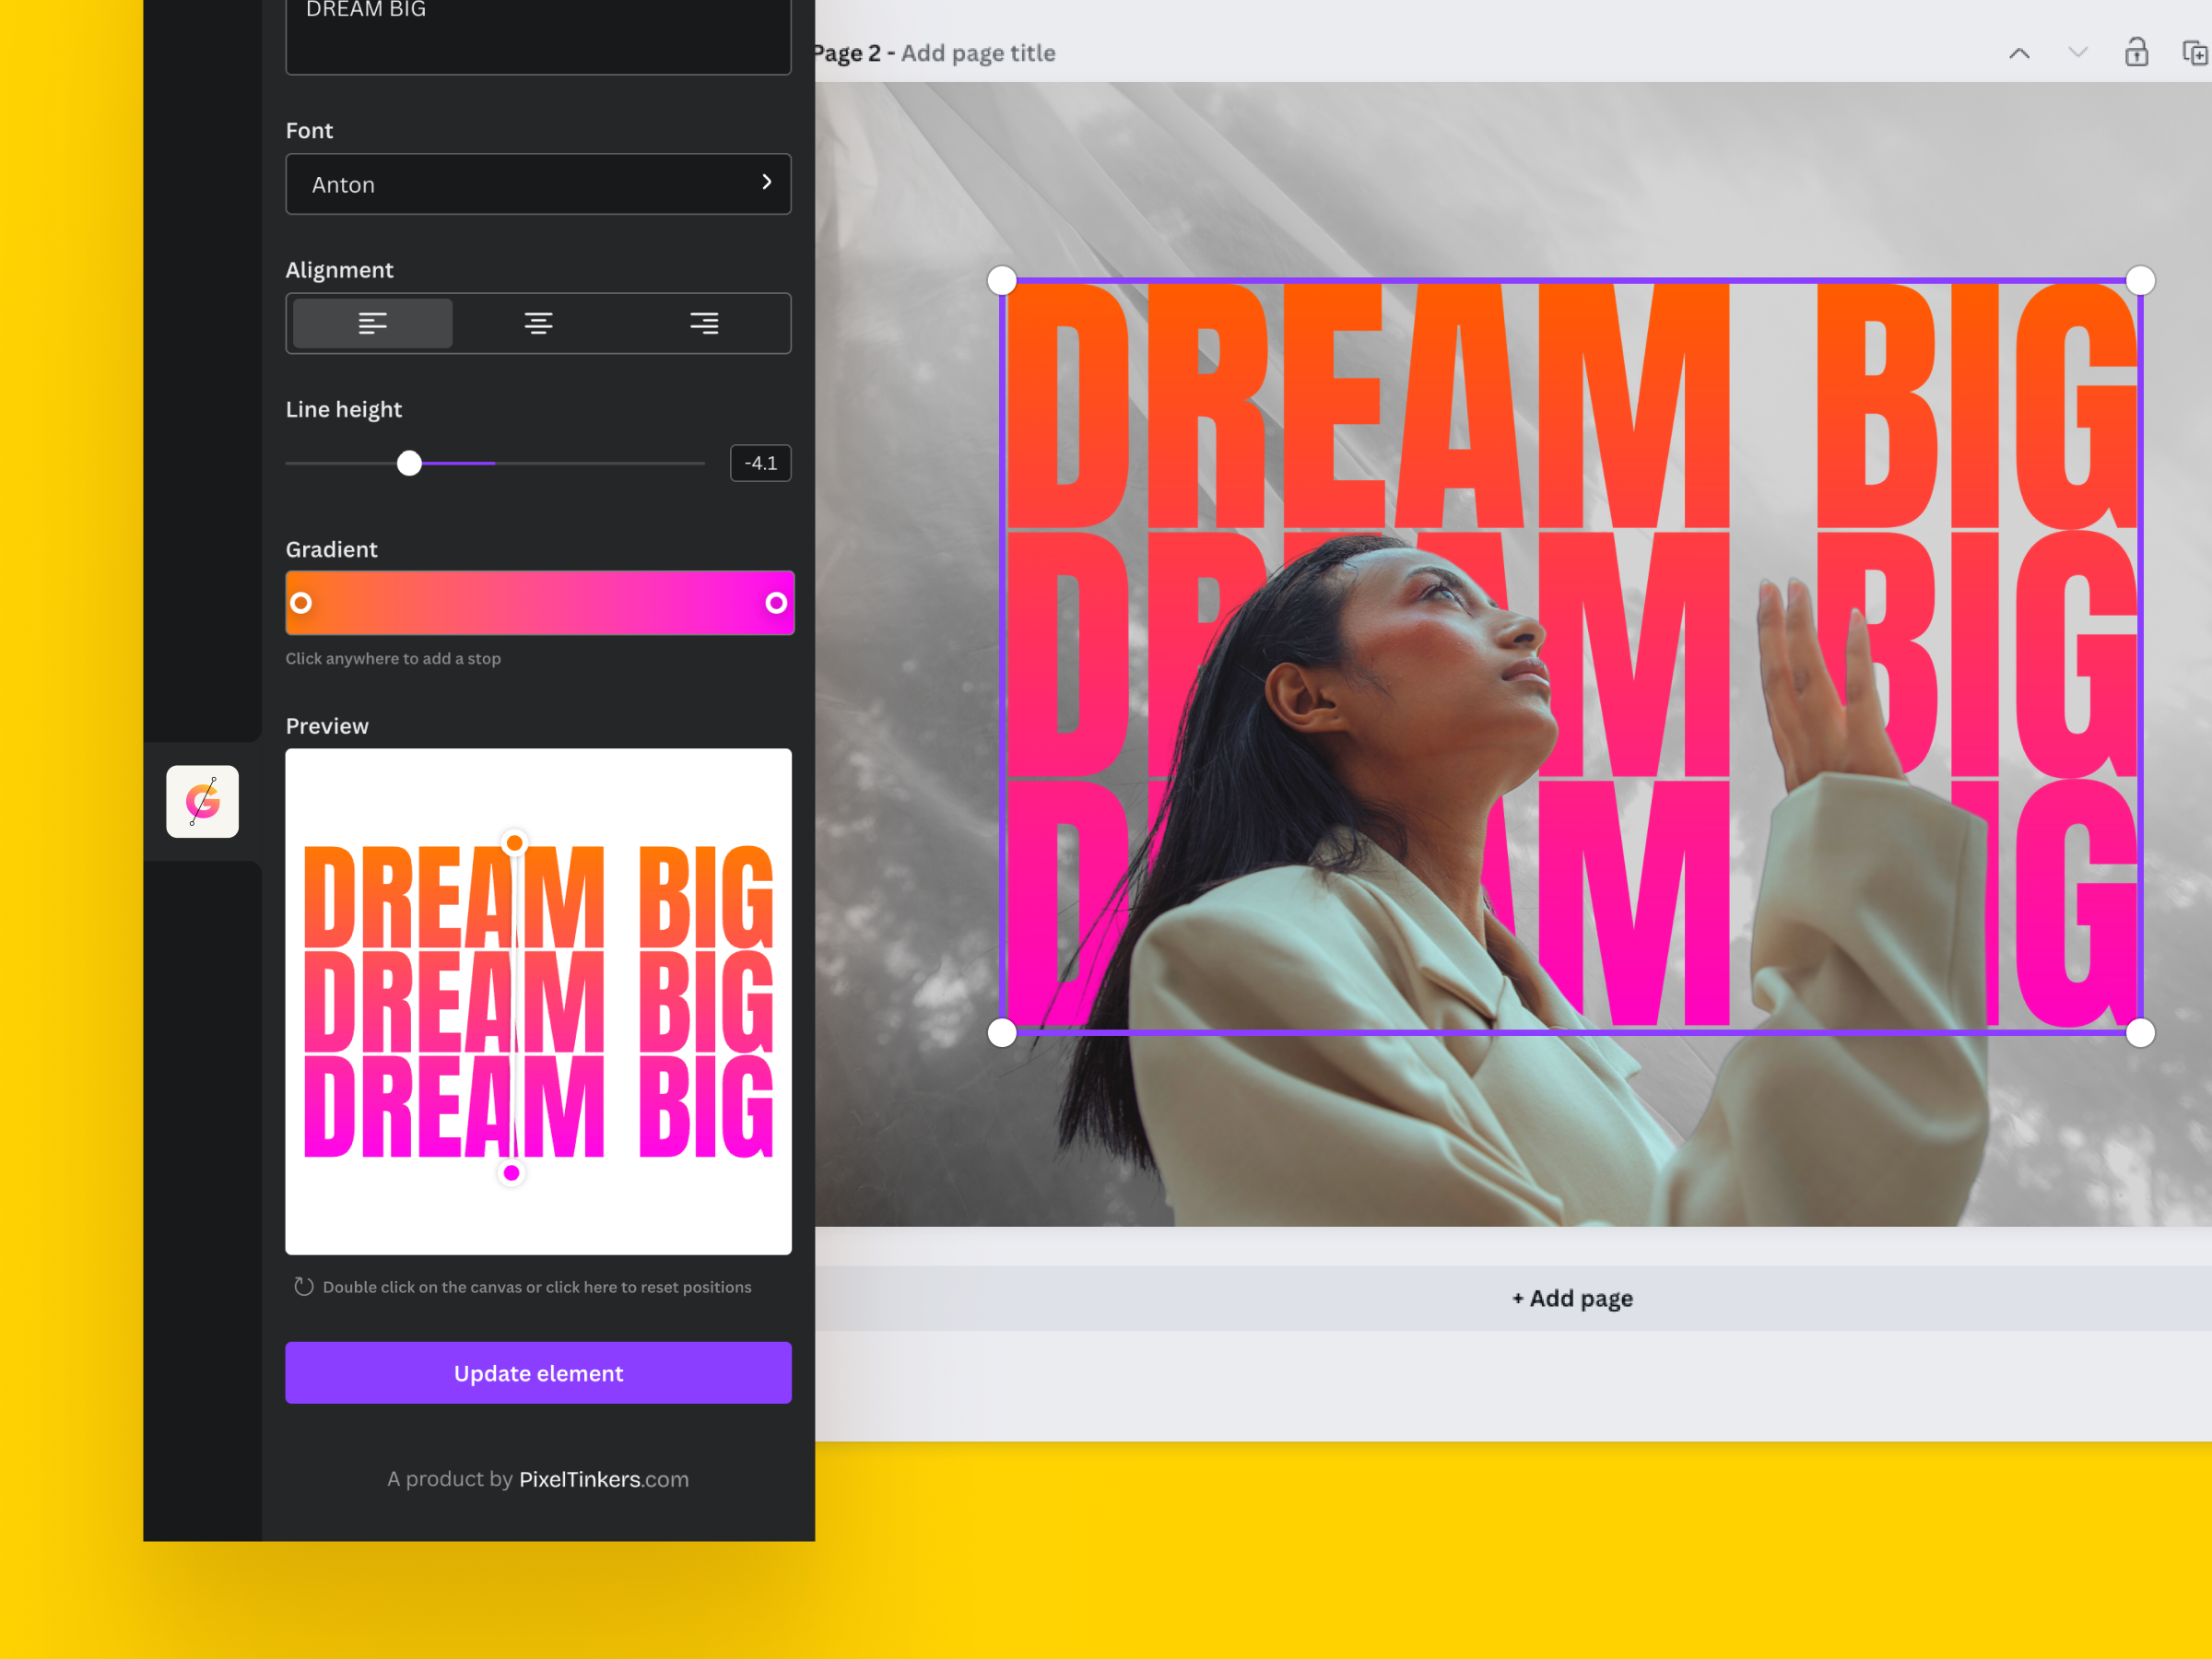 DREAM BIG
Font
Anton
Alignment
Line height
-4.1
Gradient
Click anywhere to add a stop
Preview
DREAM BIG
DREAM BIG
DREAM BIG
Double click on the canvas or click here to reset positions
Update element
A product by PixelTinkers.com
Page 2 - Add page title
DREAM BIG
DREAM BIG
DREAM BIG
+ Add page